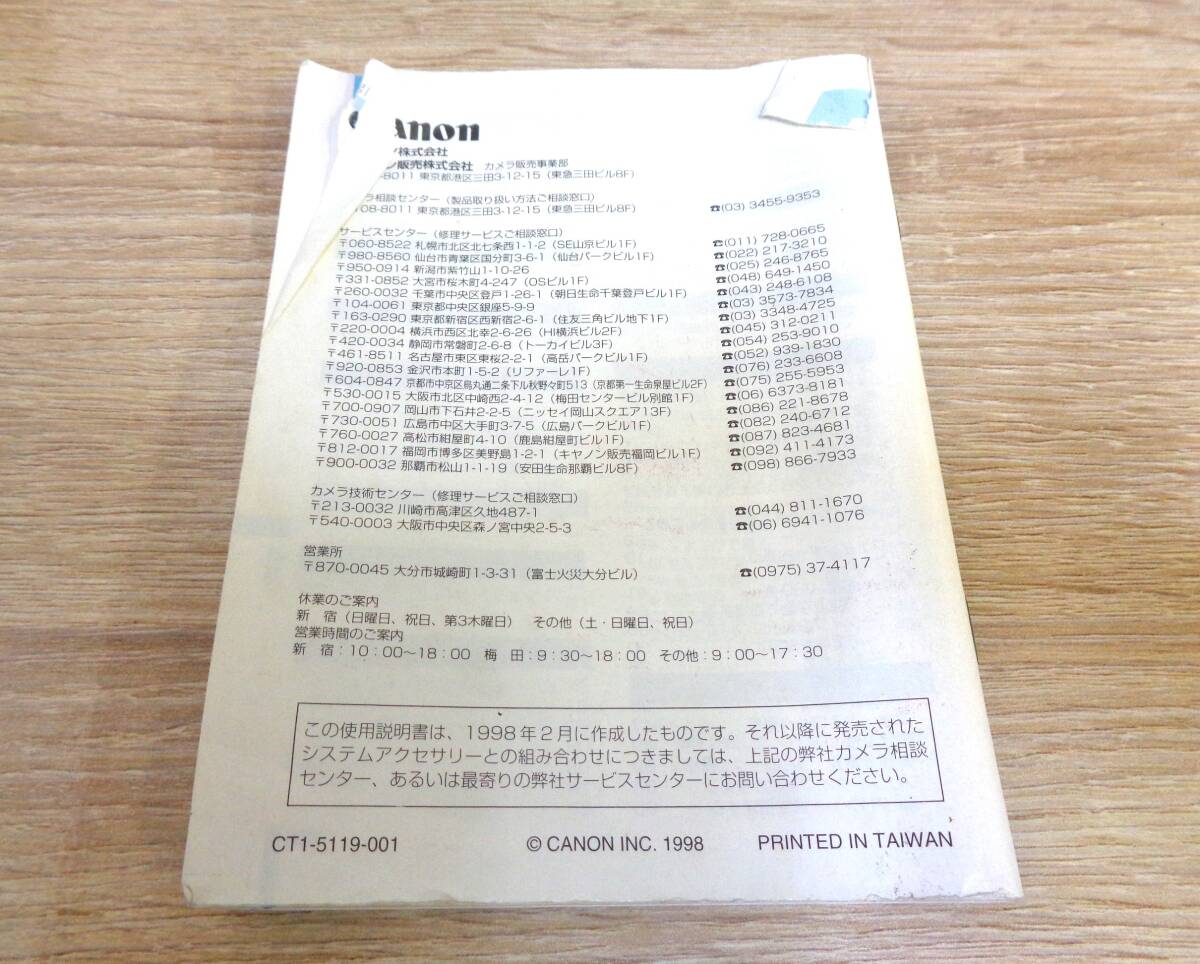 Canon
ン株式会社
ン販売株式会社 カメラ販売事業部
-8011 東京都港区三田3-12-15（東急三田ビル8F）
ラ相談センター（製品取り扱い方法ご相談窓口）
108-8011 東京都港区三田3-12-15（東急三田ビル8F） ☎(03) 3455-9353
サービスセンター（修理サービスご相談窓口）
〒060-8522 札幌市北区北七条西1-1-2（SE山京ビル1F） ☎(011) 728-0665
〒980-8560 仙台市青葉区国分町3-6-1（仙台パークビル1F） ☎(022) 217-3210
〒950-0914 新潟市紫竹山1-10-26 ☎(025) 246-8765
〒331-0852 大宮市桜木町4-247（OSビル1F） ☎(048) 649-1450
〒260-0032 千葉市中央区登戸1-26-1（朝日生命千葉登戸ビル1F） ☎(043) 248-6108
〒104-0061 東京都中央区銀座5-9-9 ☎(03) 3573-7834
〒163-0290 東京都新宿区西新宿2-6-1（住友三角ビル地下1F） ☎(03) 3348-4725
〒220-0004 横浜市西区北幸2-6-26（HI横浜ビル2F） ☎(045) 312-0211
〒420-0034 静岡市常磐町2-6-8（トーカイビル3F） ☎(054) 253-9010
〒461-8511 名古屋市東区東桜2-2-1（高岳パークビル1F） ☎(052) 939-1830
〒920-0853 金沢市本町1-5-2（リファーレ1F） ☎(076) 233-6608
〒604-0847 京都市中京区烏丸通二条下ル秋野々町513（京都第一生命泉屋ビル2F） ☎(075) 255-5953
〒530-0015 大阪市北区中崎西2-4-12（梅田センタービル別館1F） ☎(06) 6373-8181
〒700-0907 岡山市下石井2-2-5（ニッセイ岡山スクエア13F） ☎(086) 221-8678
〒730-0051 広島市中区大手町3-7-5（広島パークビル1F） ☎(082) 240-6712
〒760-0027 高松市紺屋町4-10（鹿島紺屋町ビル1F） ☎(087) 823-4681
〒812-0017 福岡市博多区美野島1-2-1（キヤノン販売福岡ビル1F） ☎(092) 411-4173
〒900-0032 那覇市松山1-1-19（安田生命那覇ビル8F） ☎(098) 866-7933
カメラ技術センター（修理サービスご相談窓口）
〒213-0032 川崎市高津区久地487-1 ☎(044) 811-1670
〒540-0003 大阪市中央区森ノ宮中央2-5-3 ☎(06) 6941-1076
営業所
〒870-0045 大分市城崎町1-3-31（富士火災大分ビル） ☎(0975) 37-4117
休業のご案内
新　宿（日曜日、祝日、第3木曜日）　その他（土・日曜日、祝日）
営業時間のご案内
新　宿：10：00～18：00　梅　田：9：30～18：00　その他：9：00～17：30
この使用説明書は、1998年2月に作成したものです。それ以降に発売された
システムアクセサリーとの組み合わせにつきましては、上記の弊社カメラ相談
センター、あるいは最寄りの弊社サービスセンターにお問い合わせください。
CT1-5119-001 © CANON INC. 1998 PRINTED IN TAIWAN